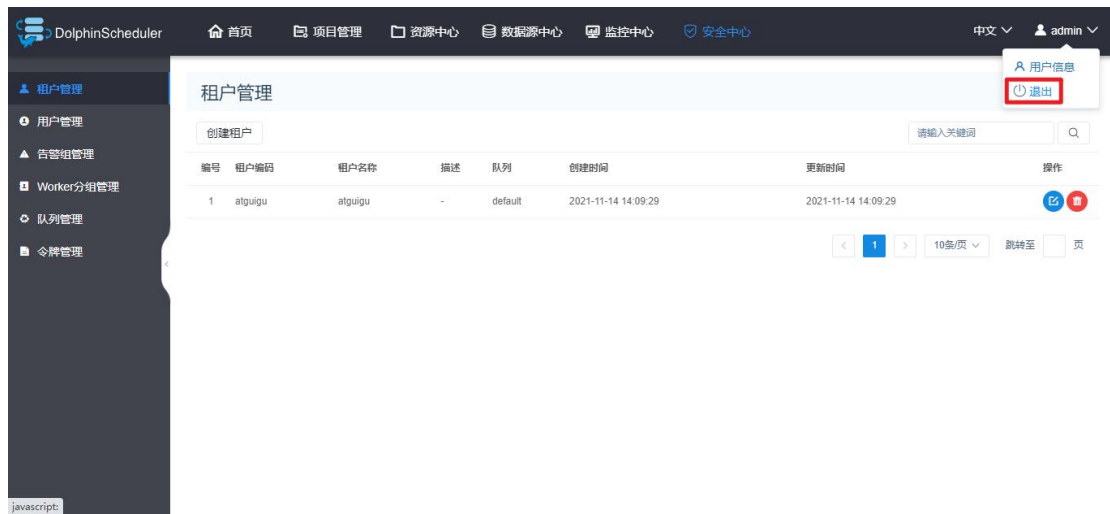 DolphinScheduler 首页 项目管理 资源中心 数据源中心 监控中心 安全中心 中文 admin
用户信息
退出
租户管理
用户管理
告警组管理
Worker分组管理
队列管理
令牌管理
租户管理
创建租户 请输入关键词
编号 租户编码 租户名称 描述 队列 创建时间 更新时间 操作
1 atguigu atguigu - default 2021-11-14 14:09:29 2021-11-14 14:09:29
< 1 > 10条/页 跳转至 页
javascript: